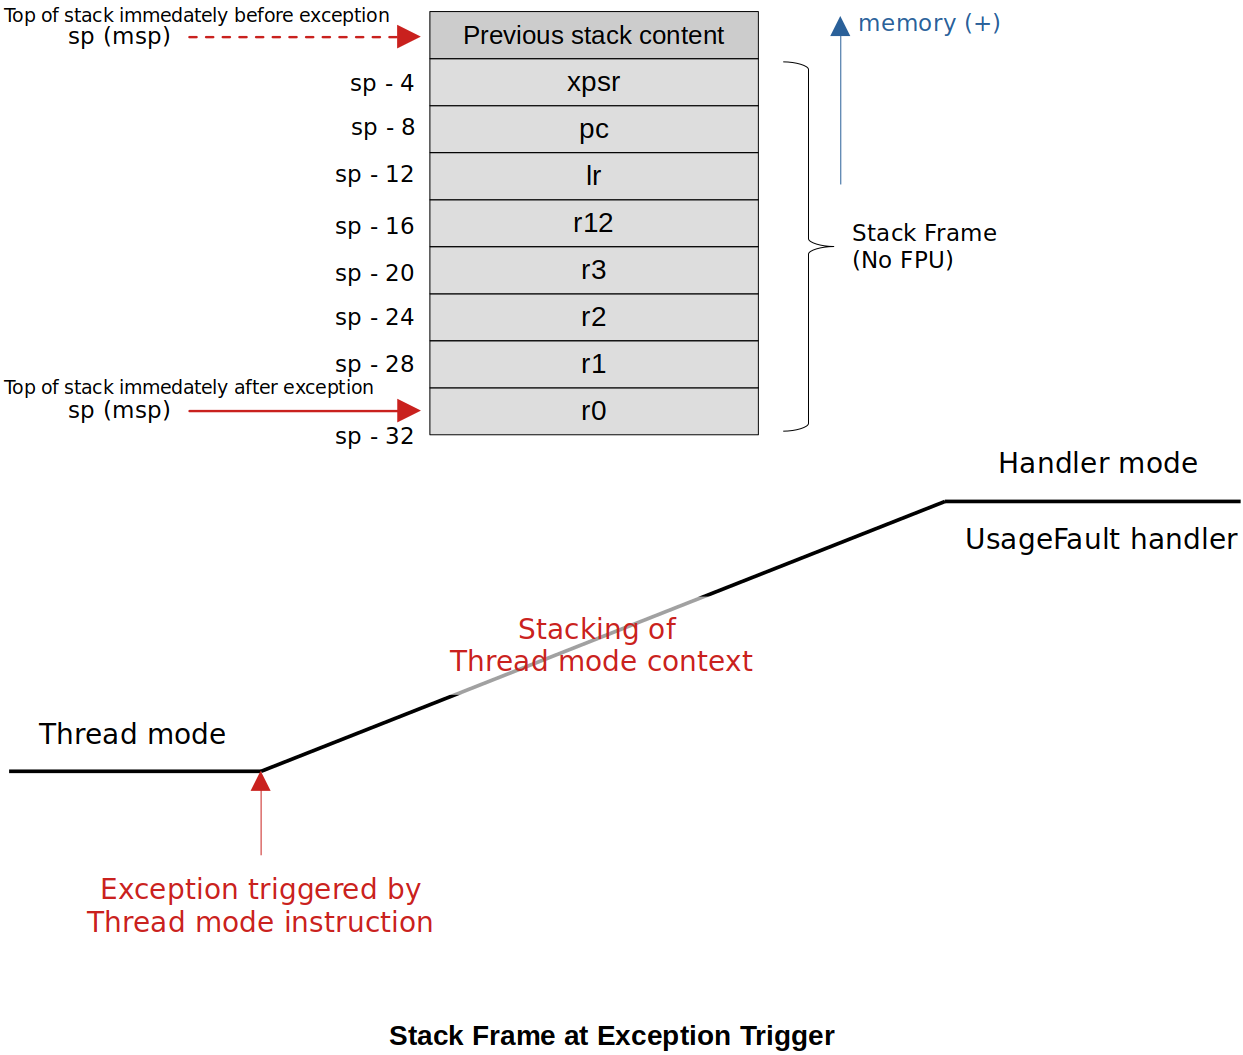 Top of stack immedately before exception
sp (msp)
Previous stack content
memory (+)
sp - 4
xpsr
sp - 8
pc
sp - 12
lr
sp - 16
r12
Stack Frame
(No FPU)
sp - 20
r3
sp - 24
r2
sp - 28
r1
Top of stack immedately after exception
sp (msp)
r0
sp - 32
Handler mode
UsageFault handler
Stacking of
Thread mode context
Thread mode
Exception triggered by
Thread mode instruction
Stack Frame at Exception Trigger